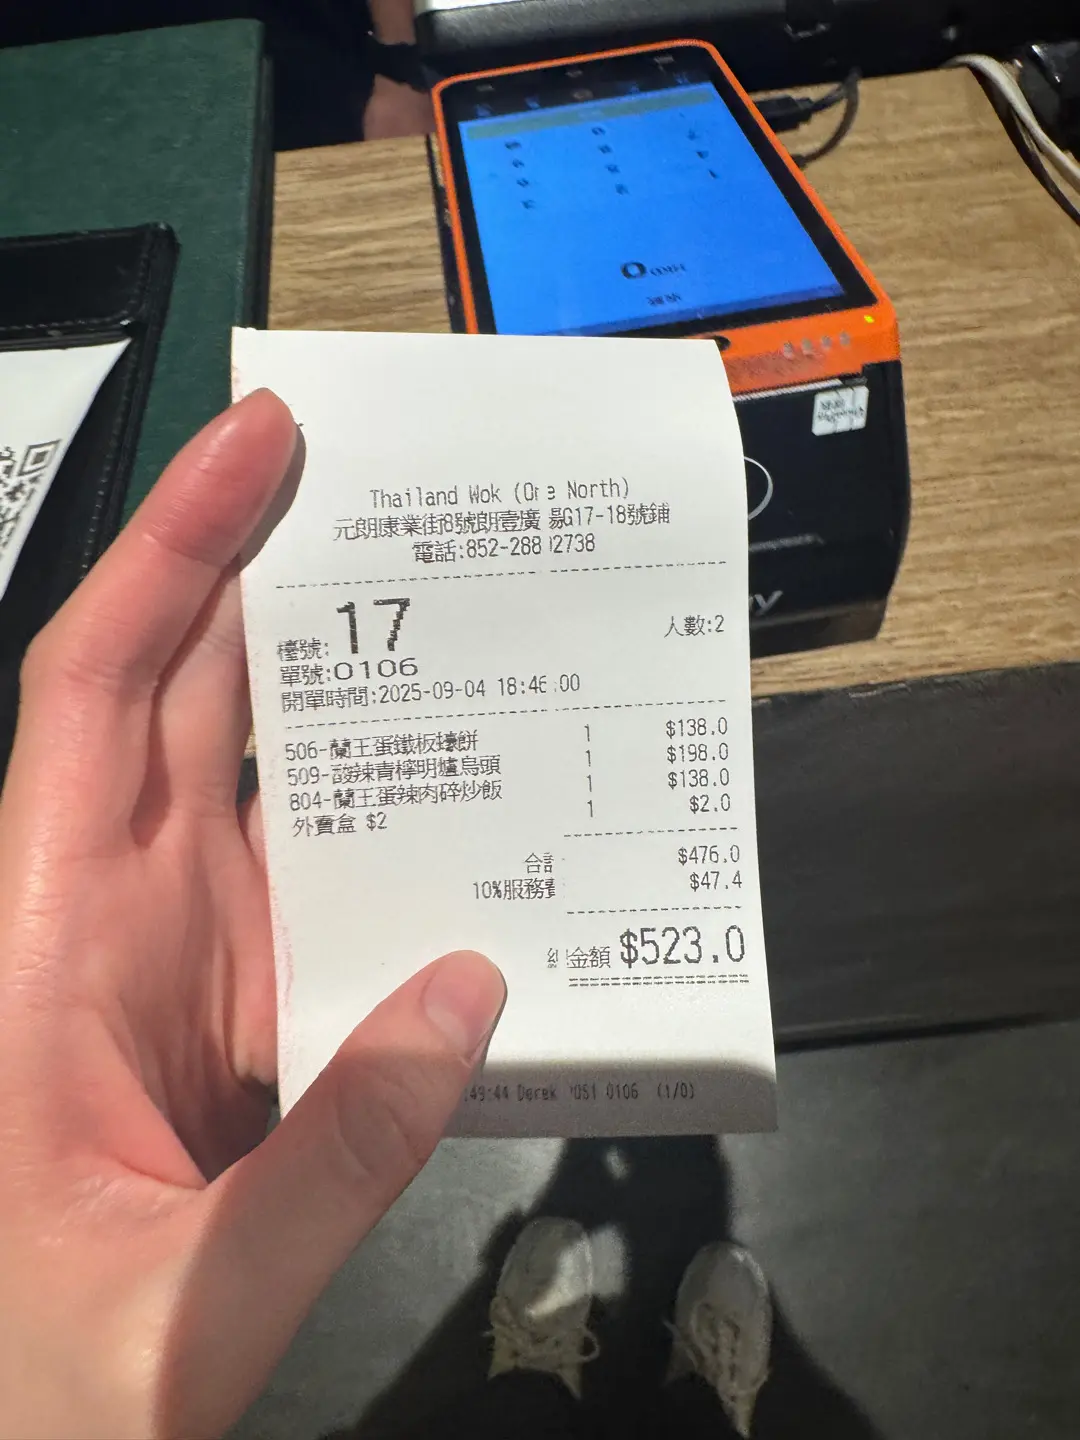 Thailand Wok (One North)
元朗康業街8號朗壹廣場G17-18號鋪
電話:852-28812738
檯號: 17
人數:2
單號:0106
開單時間:2025-09-04 18:46:00
506-蘭王蛋鐵板蠔餅 1 $138.0
509-酸辣青檸明爐烏頭 1 $198.0
804-蘭王蛋辣肉碎炒飯 1 $138.0
外賣盒 $2 1 $2.0
合計 $476.0
10%服務費 $47.4
總金額 $523.0
:49:44 Derek POS1 0106 (1/0)